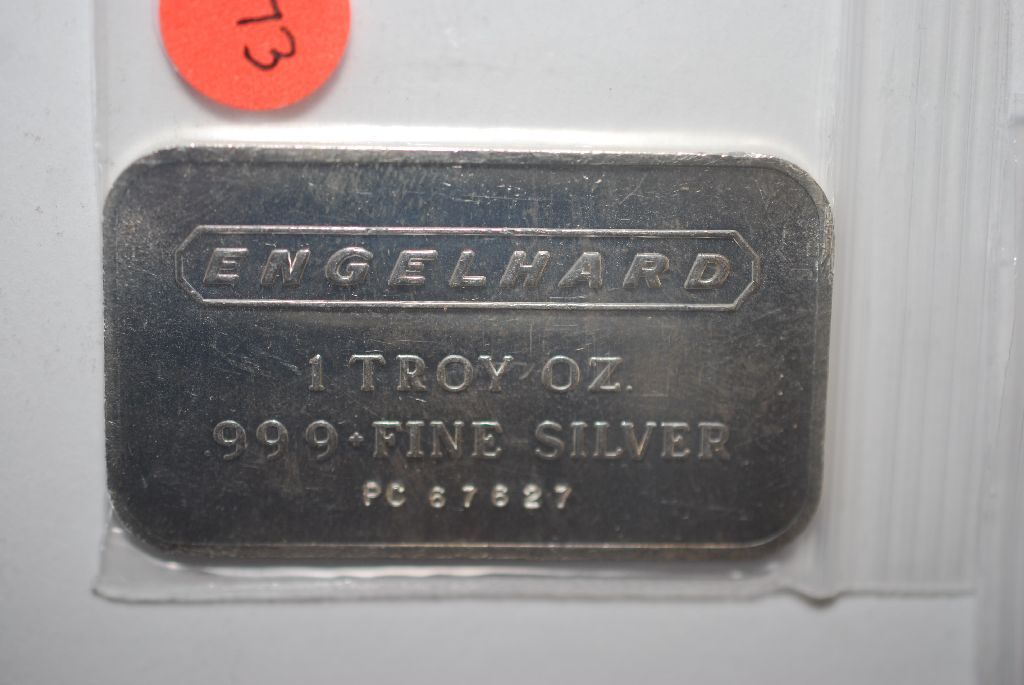 73
ENGELHARD
1 TROY OZ.
.999+ FINE SILVER
PC 67627